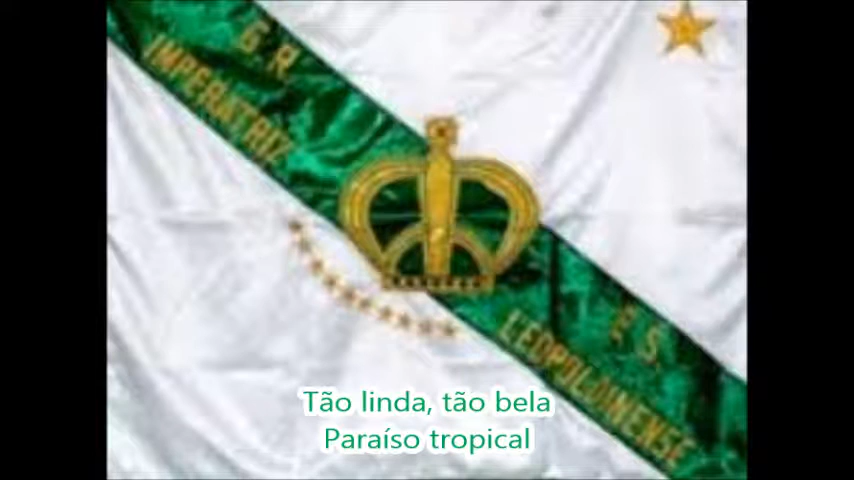 G.R.
IMPERATRIZ
E.S.
LEOPOLDINENSE
Tão linda, tão bela
Paraíso tropical